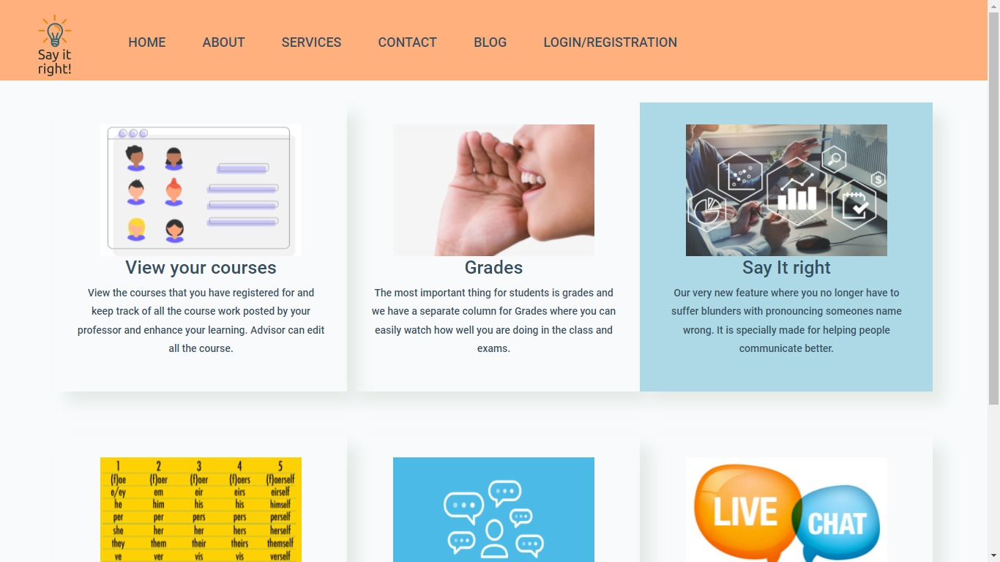 Say it
right!
HOME ABOUT SERVICES CONTACT BLOG LOGIN/REGISTRATION
View your courses
View the courses that you have registered for and
keep track of all the course work posted by your
professor and enhance your learning. Advisor can edit
all the course.
Grades
The most important thing for students is grades and
we have a separate column for Grades where you can
easily watch how well you are doing in the class and
exams.
$
Say It right
Our very new feature where you no longer have to
suffer blunders with pronouncing someones name
wrong. It is specially made for helping people
communicate better.
1 2 3 4 5
(f)ae (f)aer (f)aer (f)aers (f)aerself
e/ey em eir eirs eirself
he him his his himself
per per pers pers perself
she her her hers herself
they them their theirs themself
ve ver vis vis verself
LIVE
CHAT